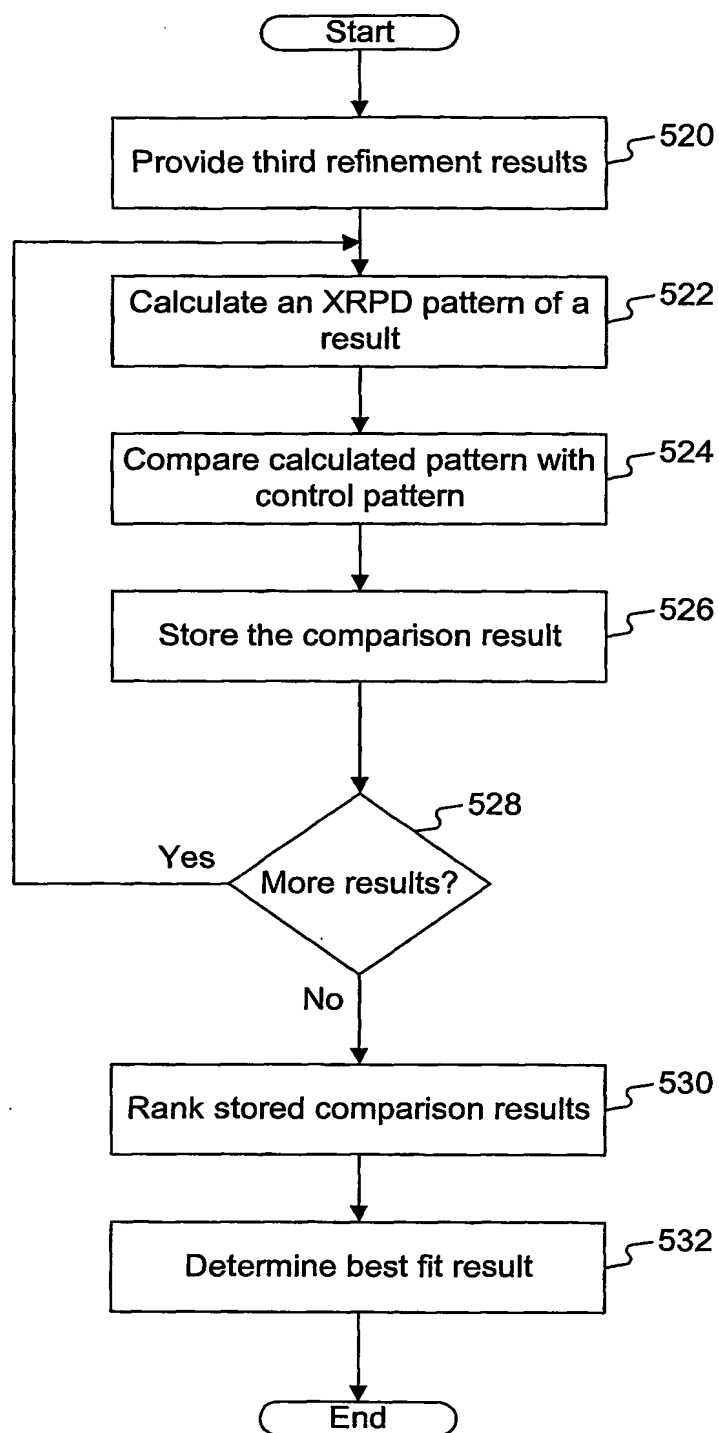 Start
Provide third refinement results
520
Calculate an XRPD pattern of a
result
522
Compare calculated pattern with
control pattern
524
Store the comparison result
526
528
Yes
More results?
No
Rank stored comparison results
530
Determine best fit result
532
End